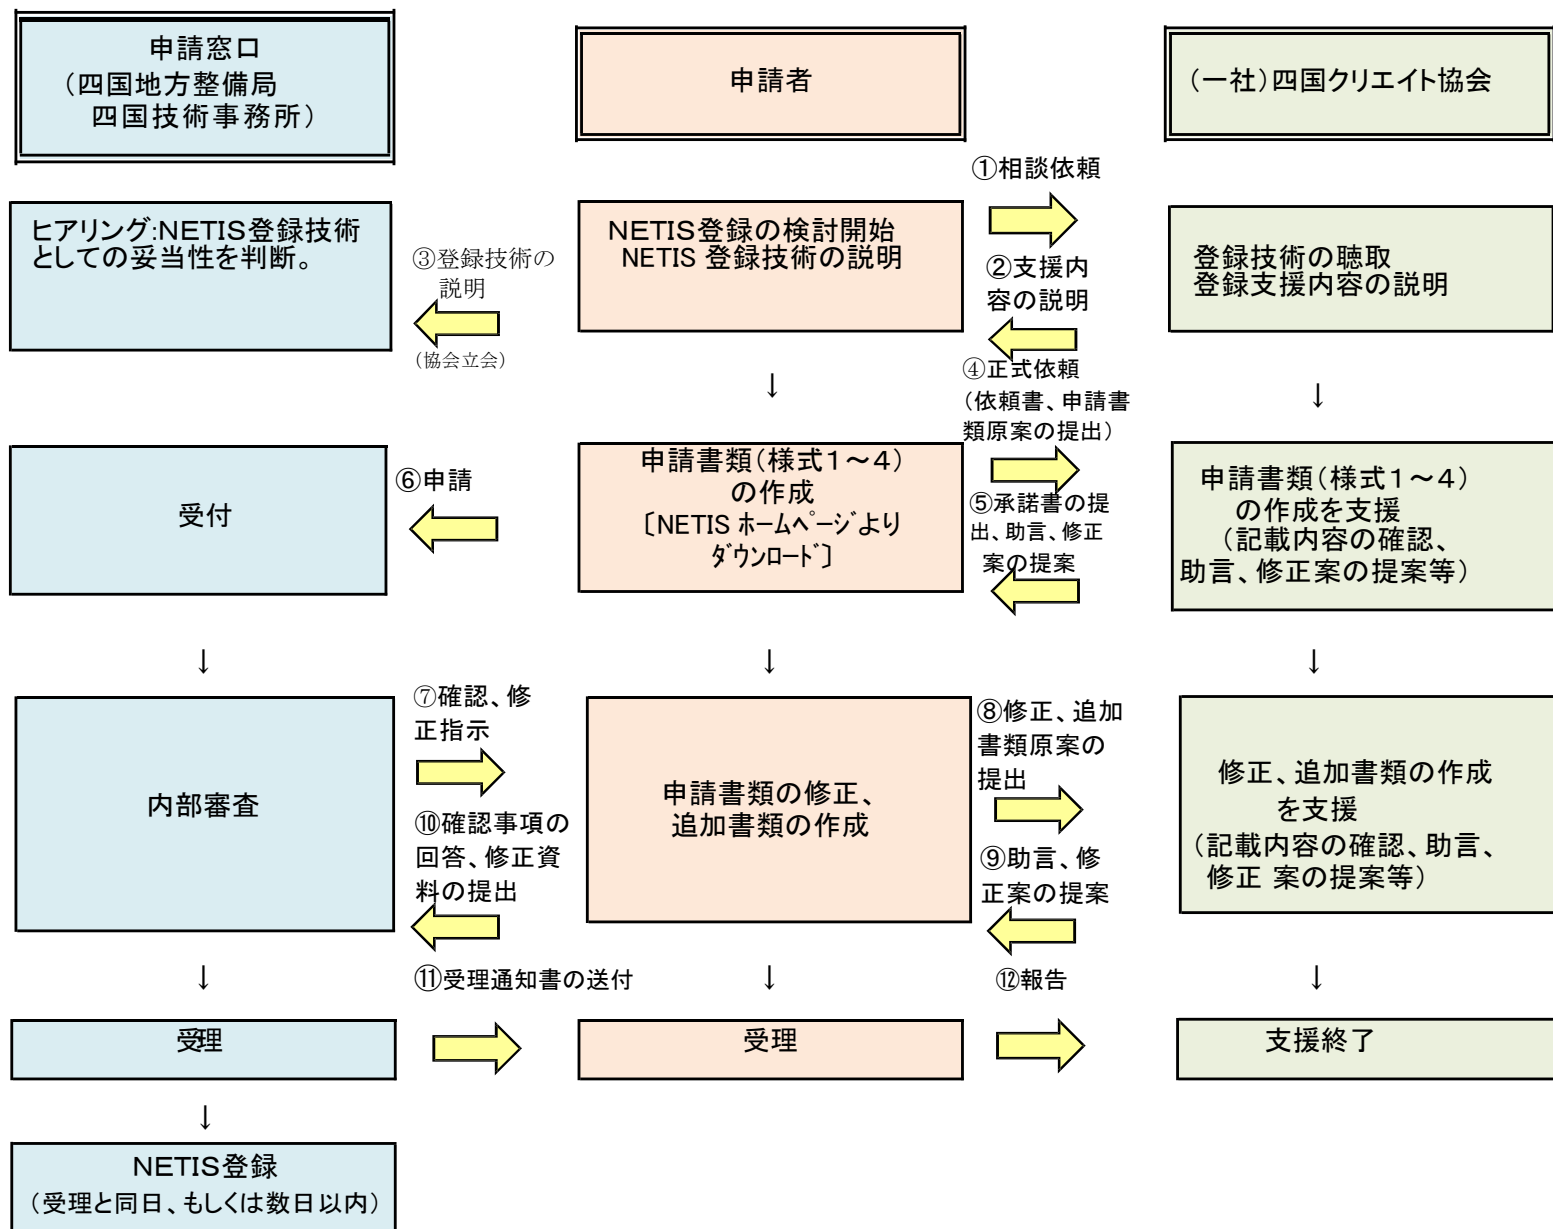 申請窓口
（四国地方整備局
四国技術事務所）
申請者
（一社）四国クリエイト協会
①相談依頼
ヒアリング:NETIS登録技術
としての妥当性を判断。
③登録技術の
説明
（協会立会）
NETIS登録の検討開始
NETIS 登録技術の説明
②支援内
容の説明
登録技術の聴取
登録支援内容の説明
↓
④正式依頼
（依頼書、申請書
類原案の提出）
↓
受付
⑥申請
申請書類（様式１～４）
の作成
〔NETIS ﾎｰﾑﾍﾟｰｼﾞより
ﾀﾞｳﾝﾛｰﾄﾞ〕
⑤承諾書の提
出、助言、修正
案の提案
申請書類（様式１～４）
の作成を支援
（記載内容の確認、
助言、修正案の提案等）
↓
↓
↓
内部審査
⑦確認、修
正指示
⑩確認事項の
回答、修正資
料の提出
申請書類の修正、
追加書類の作成
⑧修正、追加
書類原案の
提出
⑨助言、修
正案の提案
修正、追加書類の作成
を支援
（記載内容の確認、助言、
修正 案の提案等）
↓
⑪受理通知書の送付
↓
⑫報告
↓
受理
受理
支援終了
↓
NETIS登録
（受理と同日、もしくは数日以内）